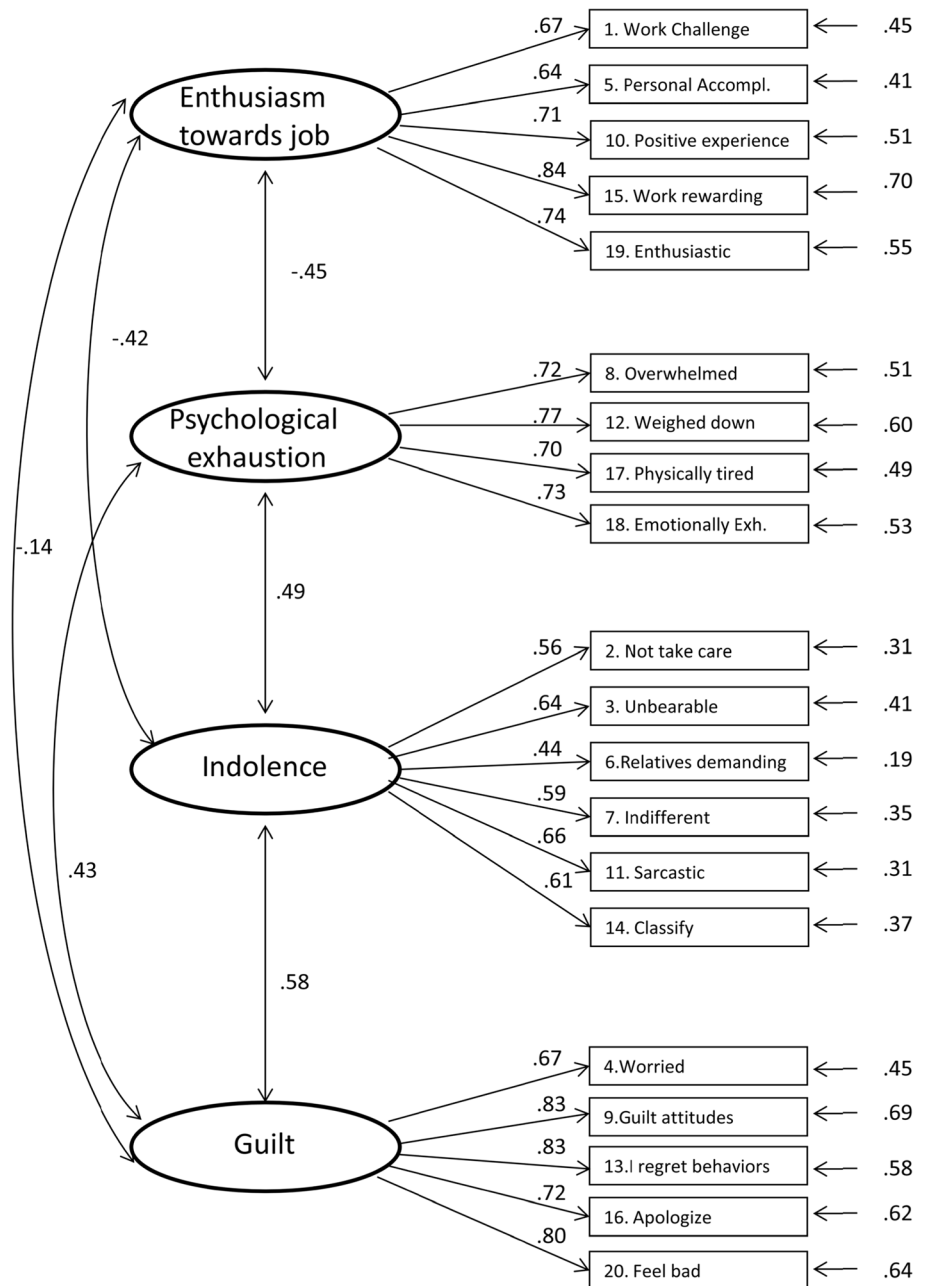 .67
1. Work Challenge
.45
Enthusiasm
towards job
.64
5. Personal Accompl.
.41
.71
10. Positive experience
.51
.84
15. Work rewarding
.70
.74
19. Enthusiastic
.55
-.45
-.42
.72
8. Overwhelmed
.51
Psychological
exhaustion
.77
12. Weighed down
.60
.70
17. Physically tired
.49
.73
18. Emotionally Exh.
.53
-.14
.49
.56
2. Not take care
.31
.64
3. Unbearable
.41
Indolence
.44
6.Relatives demanding
.19
.59
7. Indifferent
.35
.66
11. Sarcastic
.31
.61
14. Classify
.37
.43
.58
.67
4.Worried
.45
.83
9.Guilt attitudes
.69
Guilt
.83
13.I regret behaviors
.58
.72
16. Apologize
.62
.80
20. Feel bad
.64